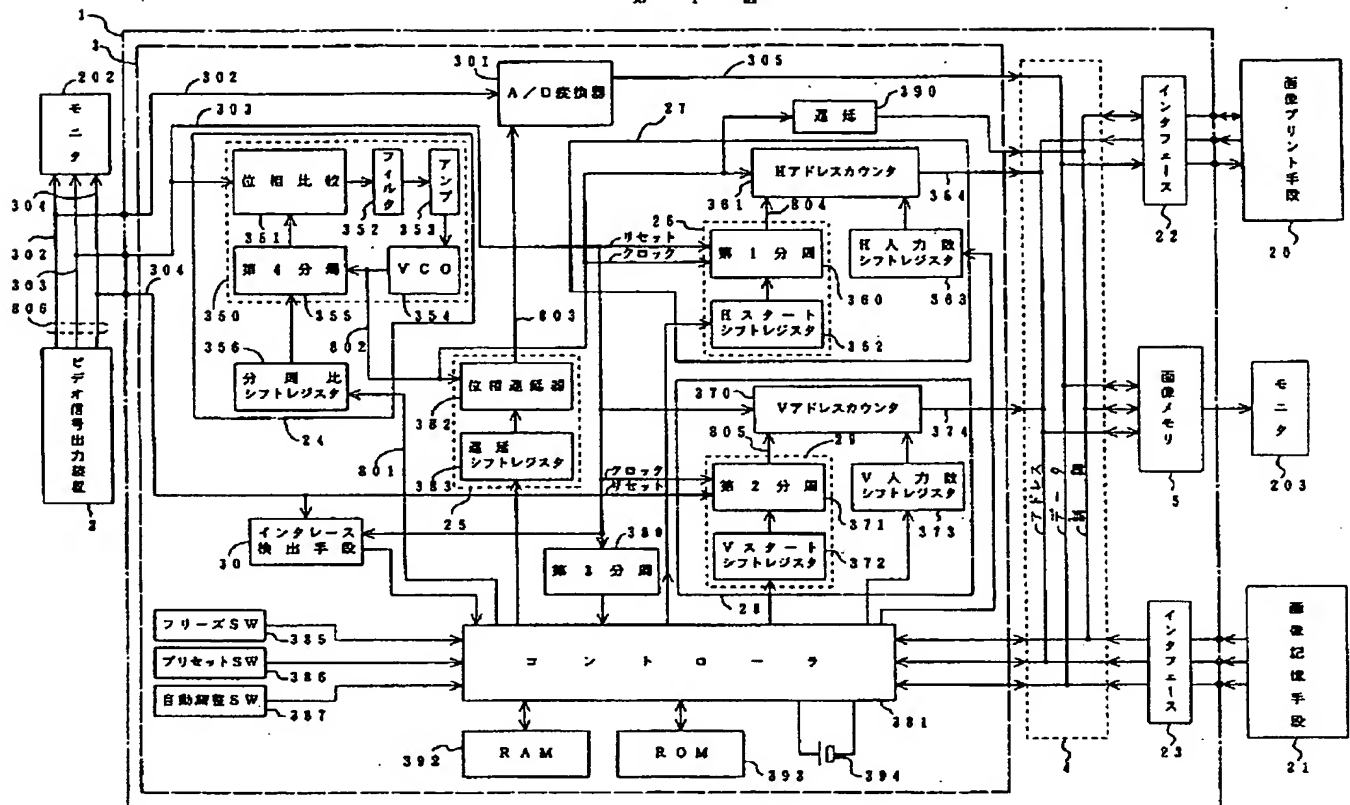 第 1 図
1
3
202
モニタ
302
301
A/D変換器
305
303
27
390
遅延
インタフェース
22
画像プリント手段
20
304
302
303
806
位相比較
351
フィルタ
352
アンプ
353
Hアドレスカウンタ
361
804
364
26
リセット
クロック
第1分周
360
H入力数
シフトレジスタ
363
304
350
第4分周
355
VCO
354
802
803
Hスタート
シフトレジスタ
362
356
分周比
シフトレジスタ
24
801
位相遅延器
382
遅延
シフトレジスタ
383
25
ビデオ信号出力装置
2
370
Vアドレスカウンタ
374
805
29
クロック
リセット
第2分周
371
V入力数
シフトレジスタ
373
Vスタート
シフトレジスタ
372
28
画像メモリ
5
モニタ
203
アドレス
データ
制御
インタレース
検出手段
30
389
第3分周
フリーズSW
385
プリセットSW
386
自動調整SW
387
コントローラ
381
392
RAM
ROM
393
394
4
インタフェース
23
画像記憶手段
21